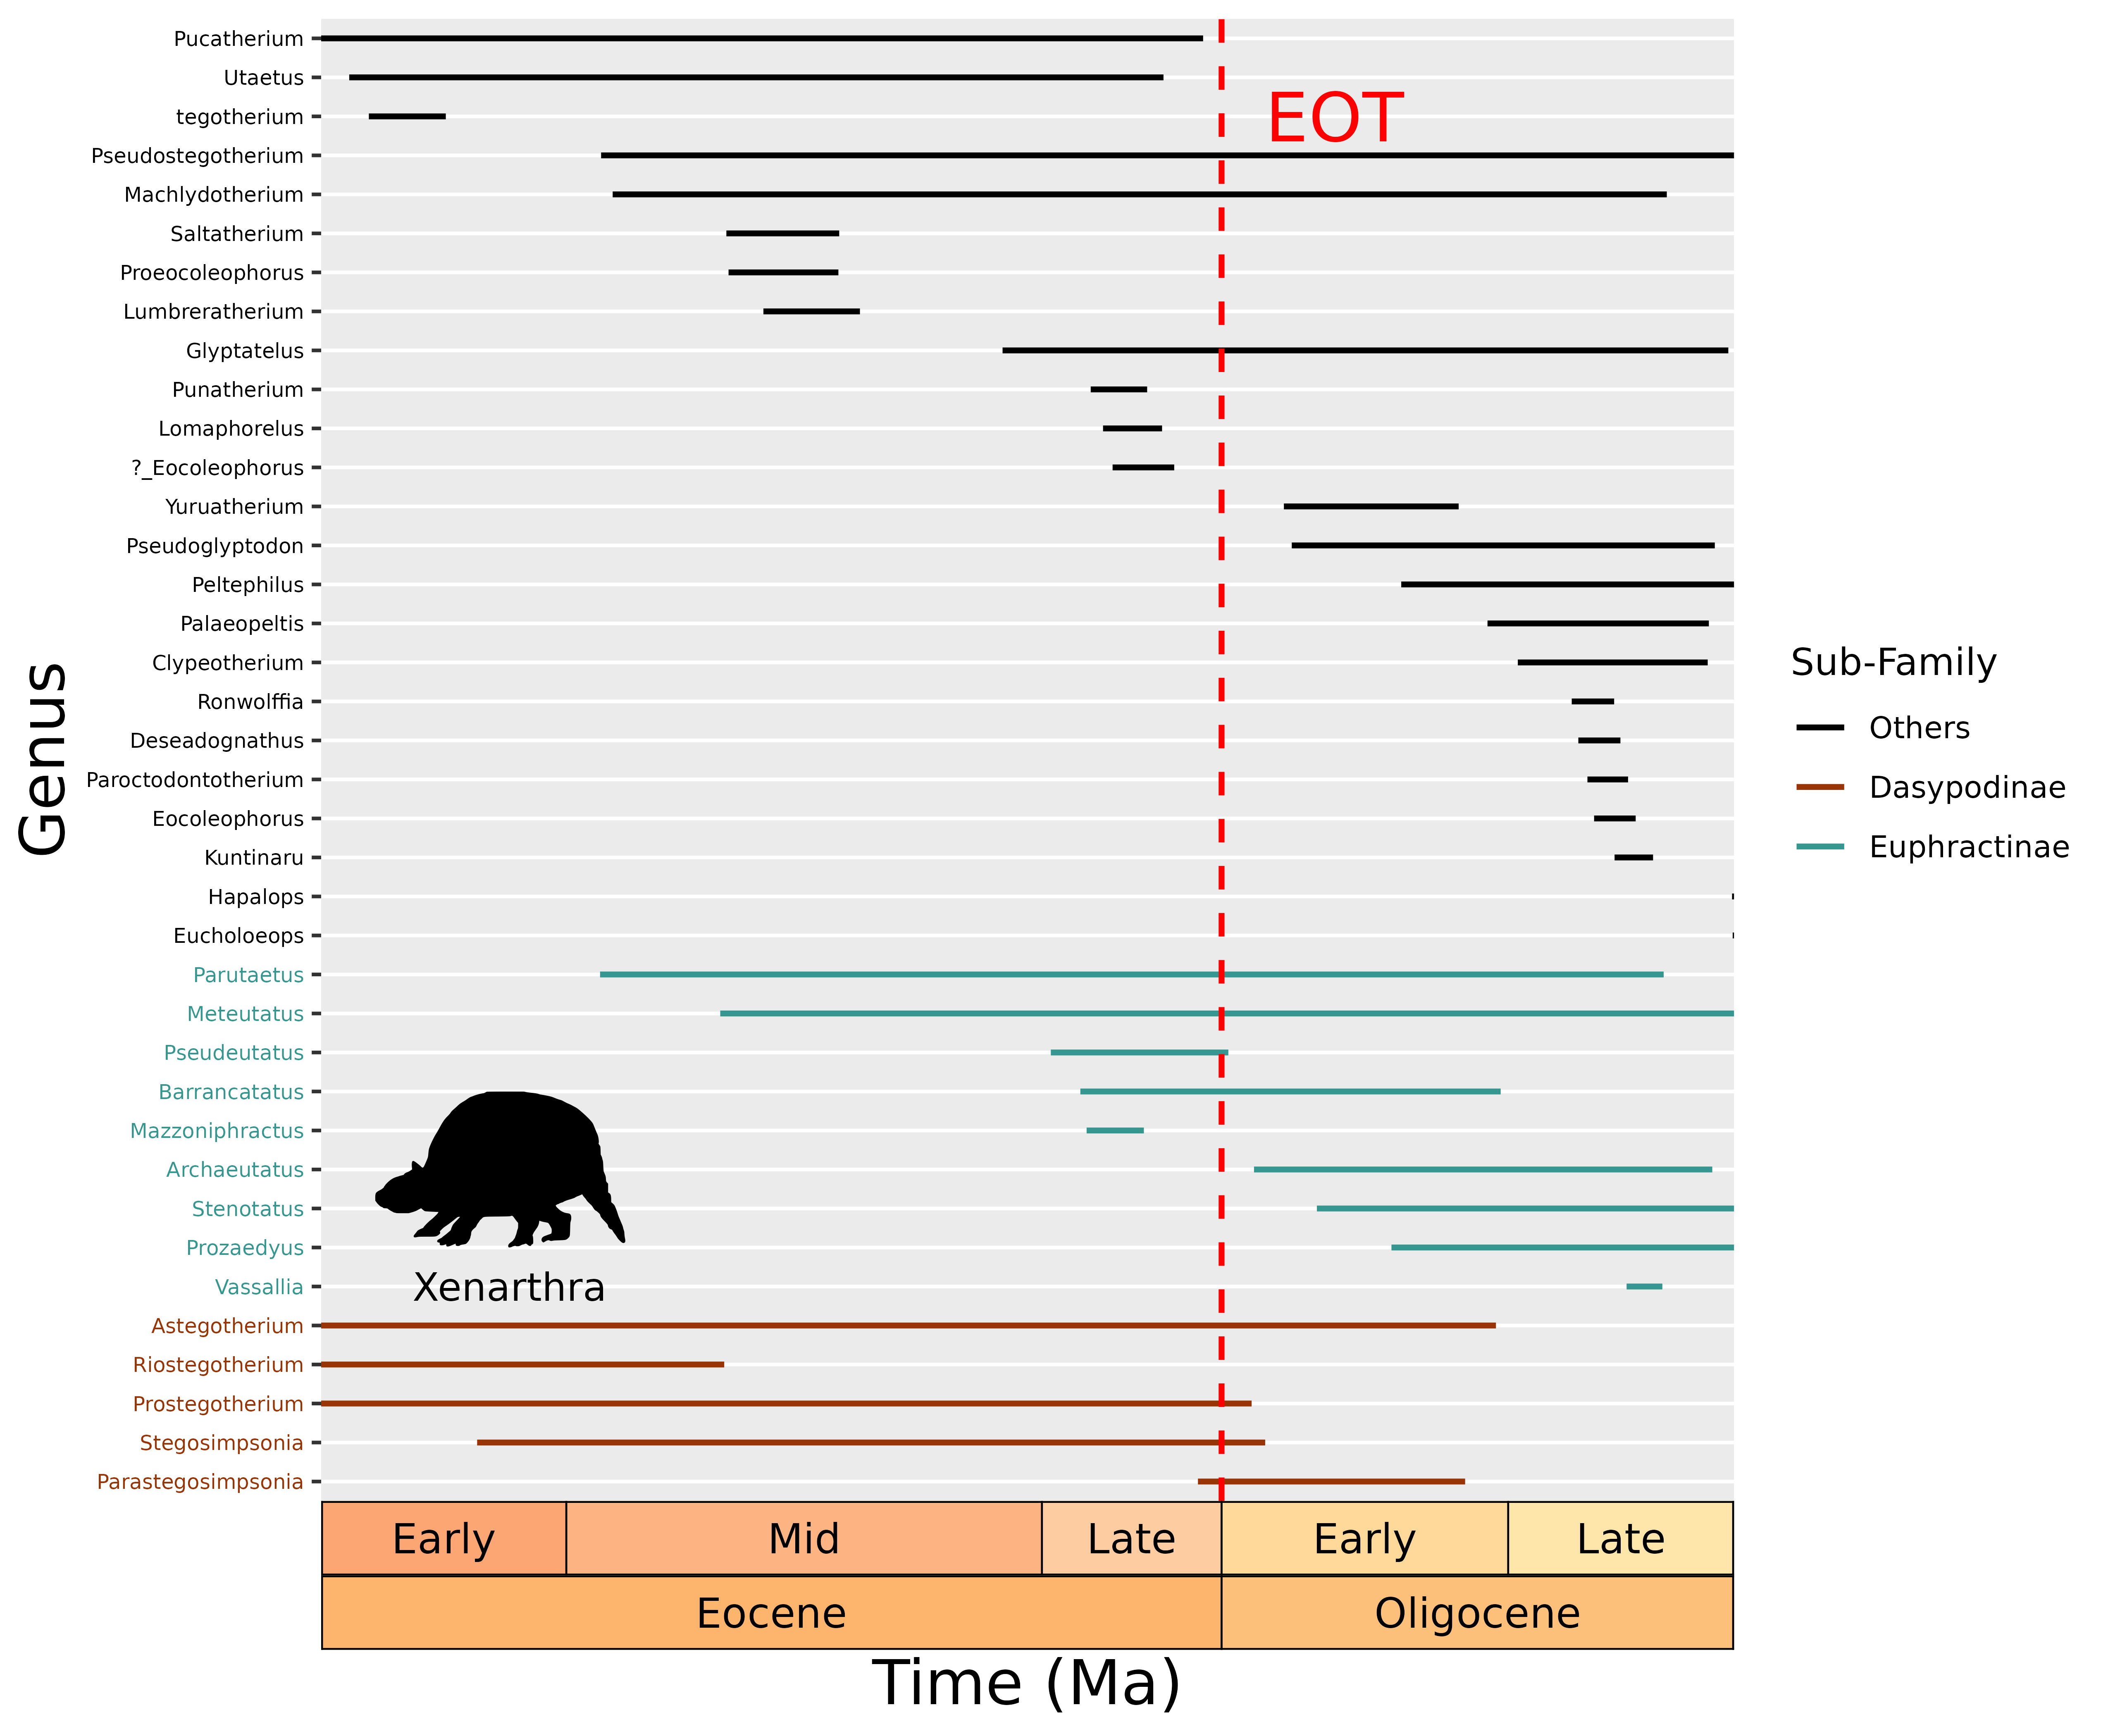 Pucatherium
Utaetus
tegotherium
EOT
Pseudostegotherium
Machlydotherium
Saltatherium
Proeocoleophorus
Lumbreratherium
Glyptatelus
Punatherium
Lomaphorelus
?_Eocoleophorus
Yuruatherium
Pseudoglyptodon
Peltephilus
Palaeopeltis
Clypeotherium
Ronwolffia
Deseadognathus
Paroctodontotherium
Eocoleophorus
Kuntinaru
Hapalops
Eucholoeops
Parutaetus
Meteutatus
Pseudeutatus
Barrancatatus
Mazzoniphractus
Archaeutatus
Stenotatus
Prozaedyus
Vassallia
Astegotherium
Riostegotherium
Prostegotherium
Stegosimpsonia
Parastegosimpsonia
Genus
Xenarthra
Early Mid Late Early Late
Eocene Oligocene
Time (Ma)
Sub-Family
Others
Dasypodinae
Euphractinae